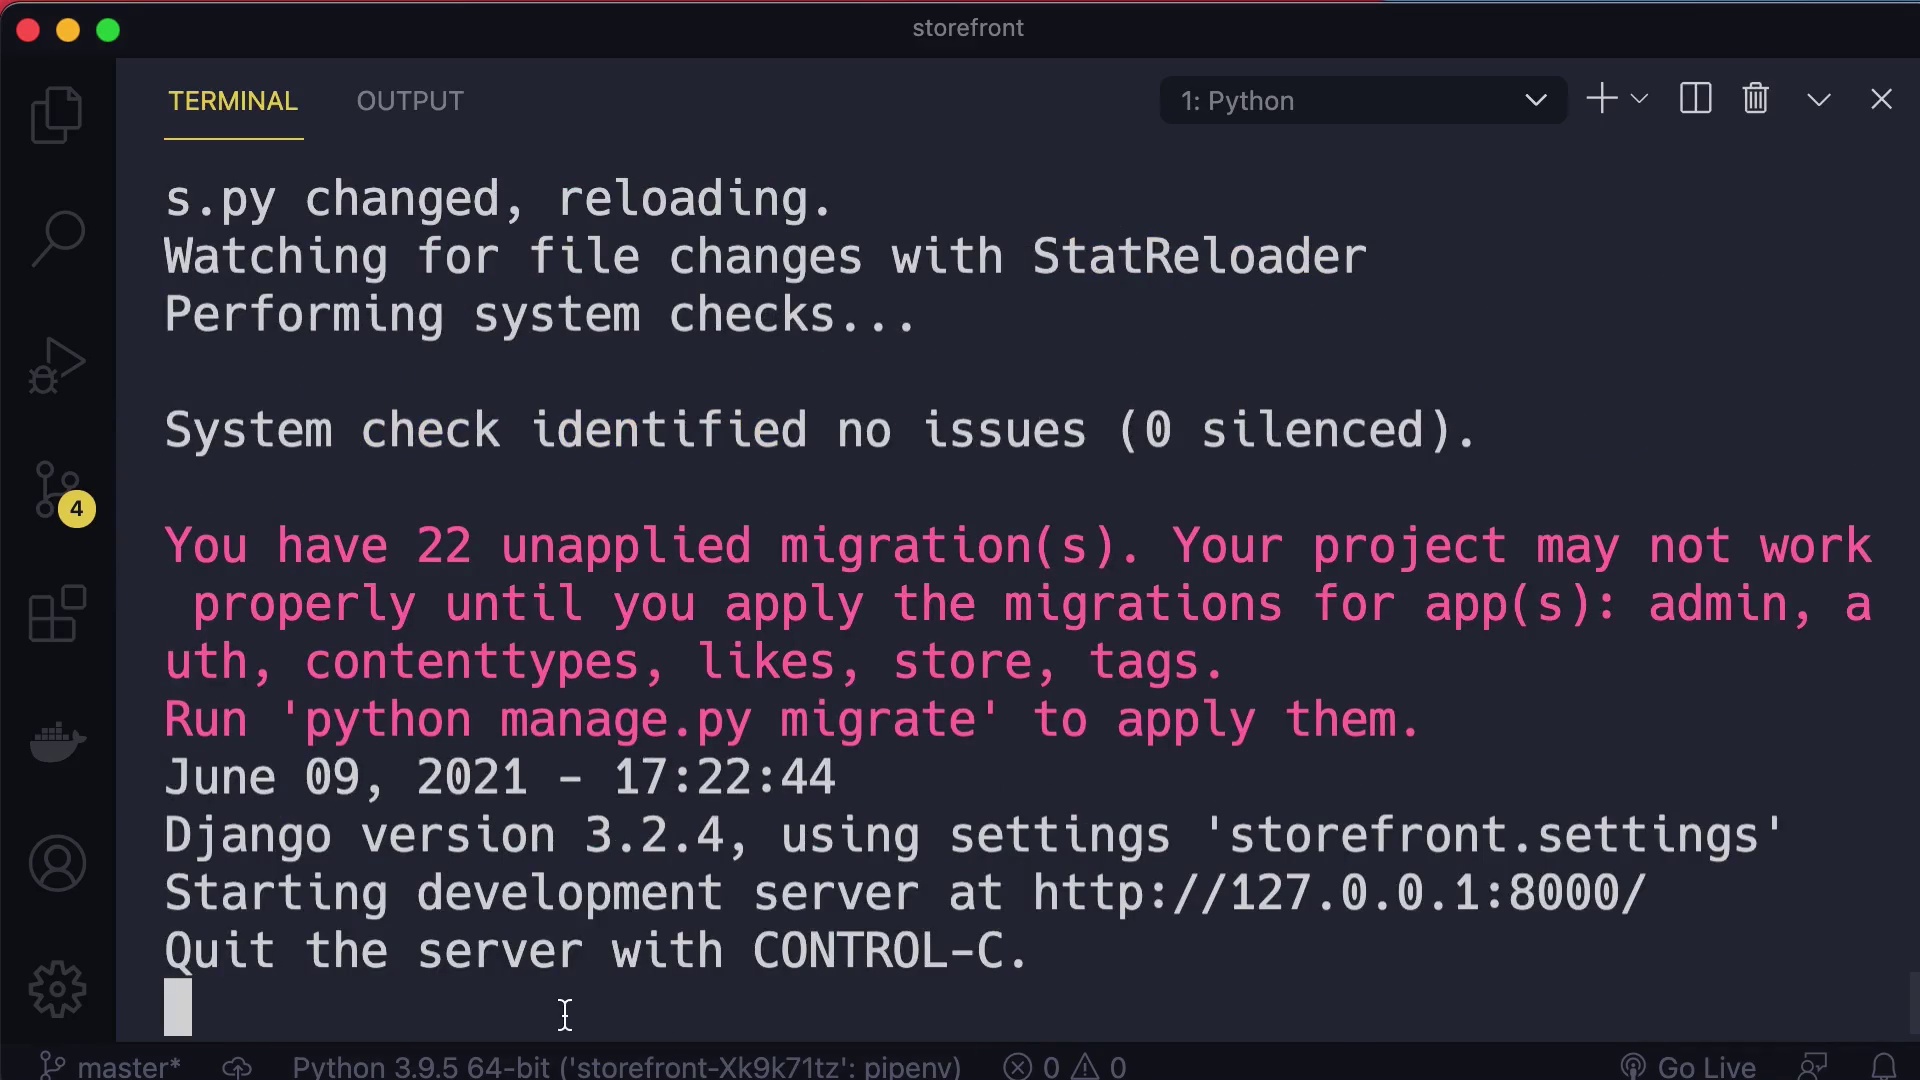 storefront
TERMINAL OUTPUT 1: Python
s.py changed, reloading.
Watching for file changes with StatReloader
Performing system checks...
System check identified no issues (0 silenced).
4
You have 22 unapplied migration(s). Your project may not work
properly until you apply the migrations for app(s): admin, a
uth, contenttypes, likes, store, tags.
Run 'python manage.py migrate' to apply them.
June 09, 2021 - 17:22:44
Django version 3.2.4, using settings 'storefront.settings'
Starting development server at http://127.0.0.1:8000/
Quit the server with CONTROL-C.
master* Python 3.9.5 64-bit ('storefront-Xk9k71tz': pipenv) 0 0 Go Live